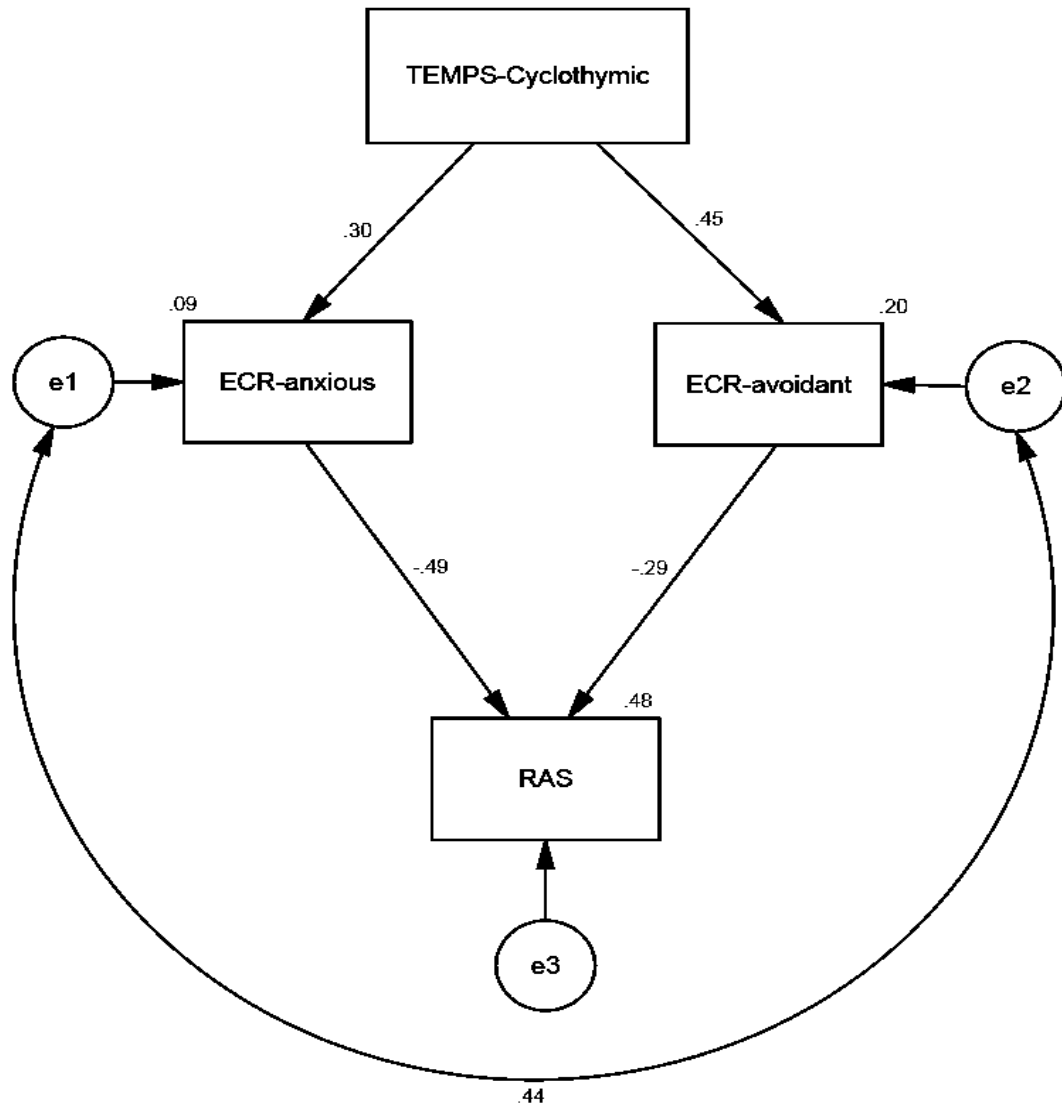 TEMPS-Cyclothymic
.30
.45
.09
.20
e1
ECR-anxious
ECR-avoidant
e2
-.49
-.29
.48
RAS
e3
.44